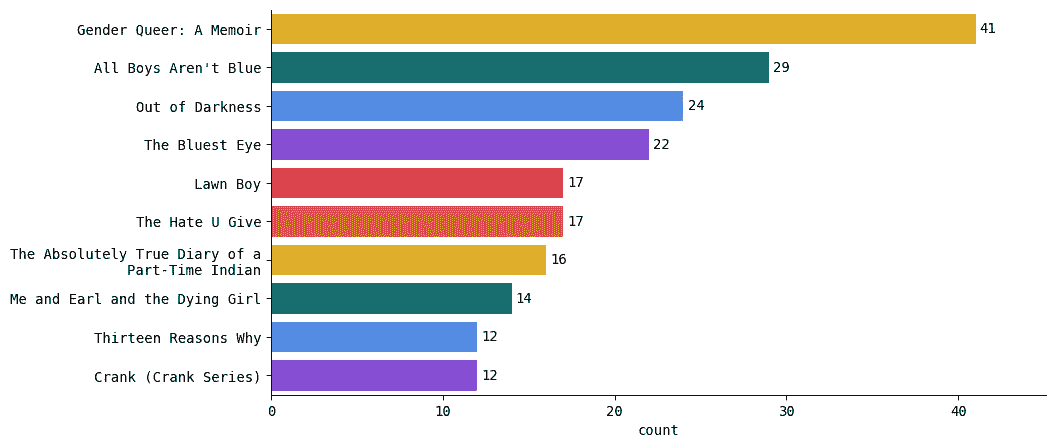 Gender Queer: A Memoir 41
All Boys Aren't Blue 29
Out of Darkness 24
The Bluest Eye 22
Lawn Boy 17
The Hate U Give 17
The Absolutely True Diary of a
Part-Time Indian 16
Me and Earl and the Dying Girl 14
Thirteen Reasons Why 12
Crank (Crank Series) 12
0 10 20 30 40
count